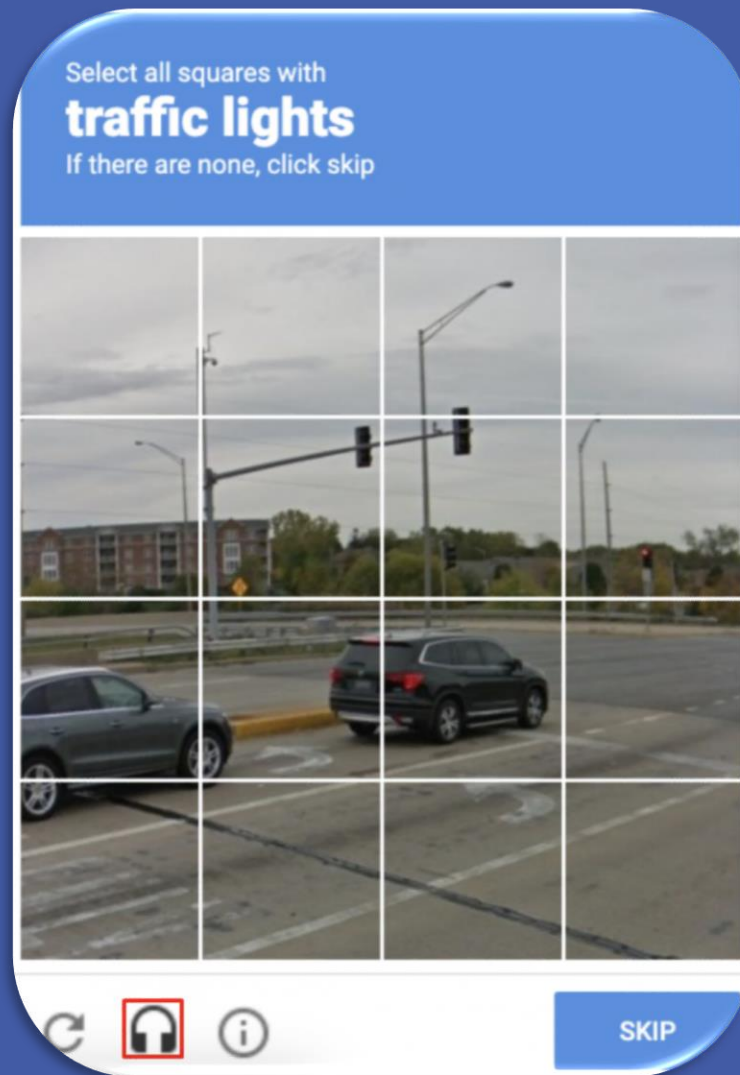 Select all squares with
traffic lights
If there are none, click skip
SKIP